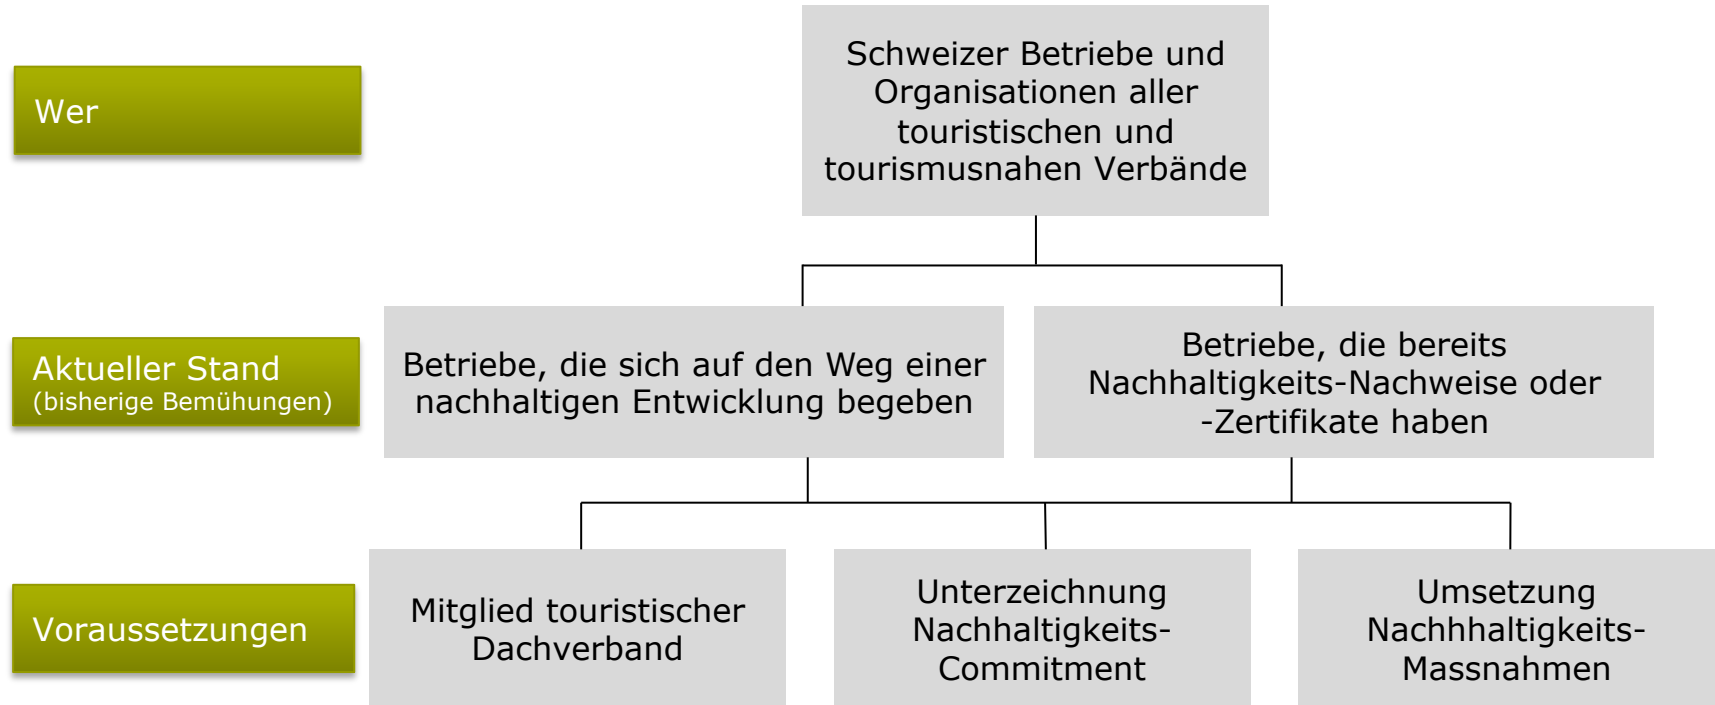 Wer
Schweizer Betriebe und
Organisationen aller
touristischen und
tourismusnahen Verbände
Aktueller Stand
(bisherige Bemühungen)
Betriebe, die sich auf den Weg einer
nachhaltigen Entwicklung begeben
Betriebe, die bereits
Nachhaltigkeits-Nachweise oder
-Zertifikate haben
Voraussetzungen
Mitglied touristischer
Dachverband
Unterzeichnung
Nachhaltigkeits-
Commitment
Umsetzung
Nachhhaltigkeits-
Massnahmen